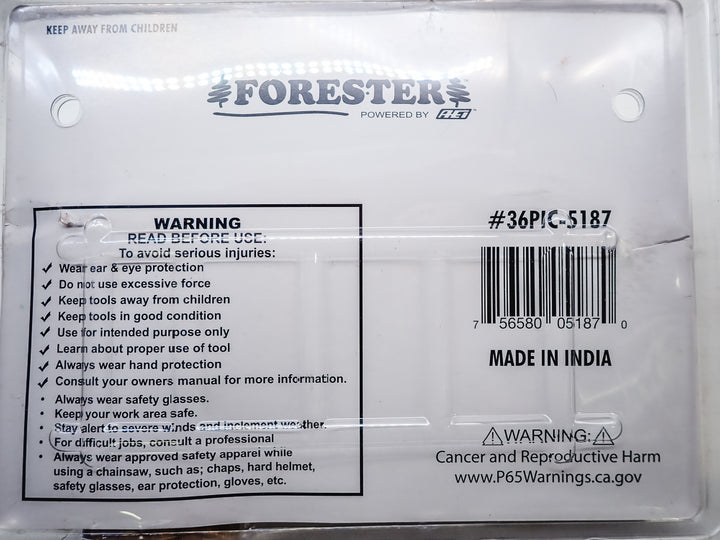 KEEP AWAY FROM CHILDREN
FORESTER
POWERED BY
WARNING
READ BEFORE USE:
To avoid serious injuries:
Wear ear & eye protection
Do not use excessive force
Keep tools away from children
Keep tools in good condition
Use for intended purpose only
Learn about proper use of tool
Always wear hand protection
Consult your owners manual for more information.
• Always wear safety glasses.
• Keep your work area safe.
• Stay alert to severe winds and inclement weather.
• For difficult jobs, consult a professional
• Always wear approved safety apparel while
using a chainsaw, such as; chaps, hard helmet,
safety glasses, ear protection, gloves, etc.
#36PIC-5187
7 56580 05187 0
MADE IN INDIA
WARNING:
Cancer and Reproductive Harm
www.P65Warnings.ca.gov